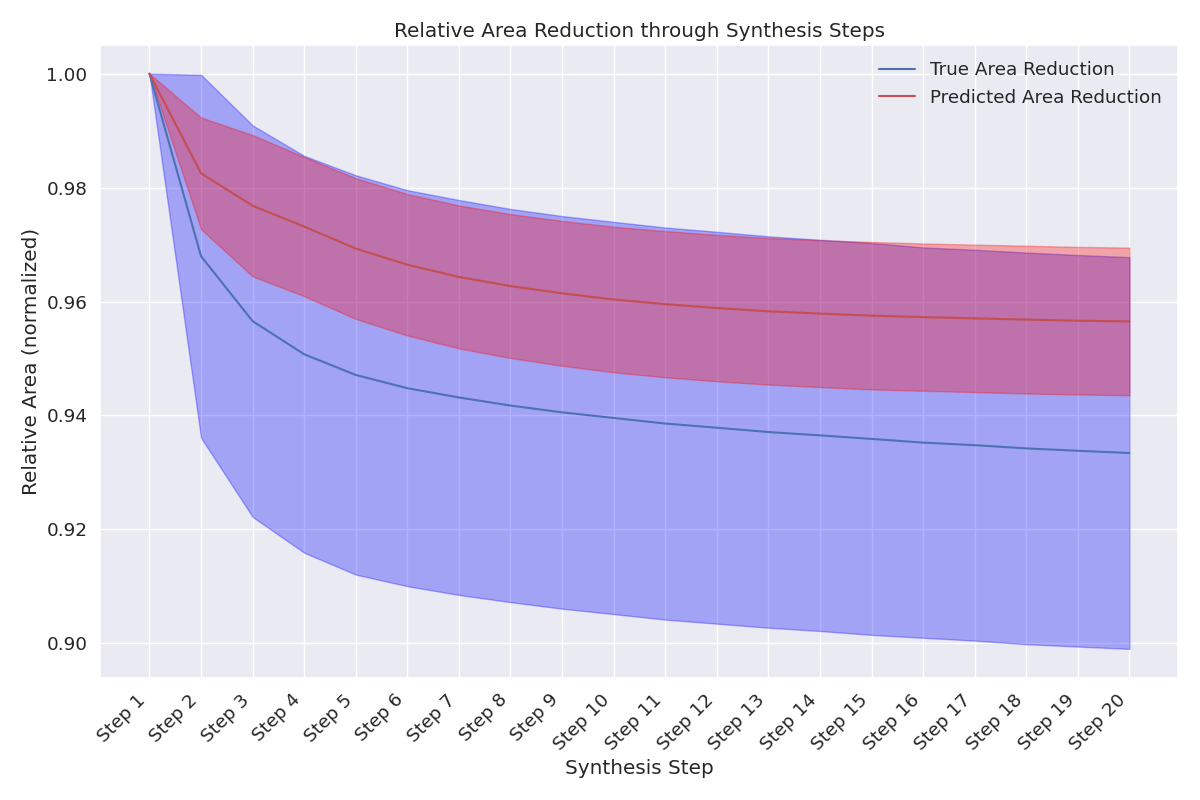 Relative Area Reduction through Synthesis Steps
True Area Reduction
Predicted Area Reduction
Relative Area (normalized)
1.00
0.98
0.96
0.94
0.92
0.90
Step 1
Step 2
Step 3
Step 4
Step 5
Step 6
Step 7
Step 8
Step 9
Step 10
Step 11
Step 12
Step 13
Step 14
Step 15
Step 16
Step 17
Step 18
Step 19
Step 20
Synthesis Step